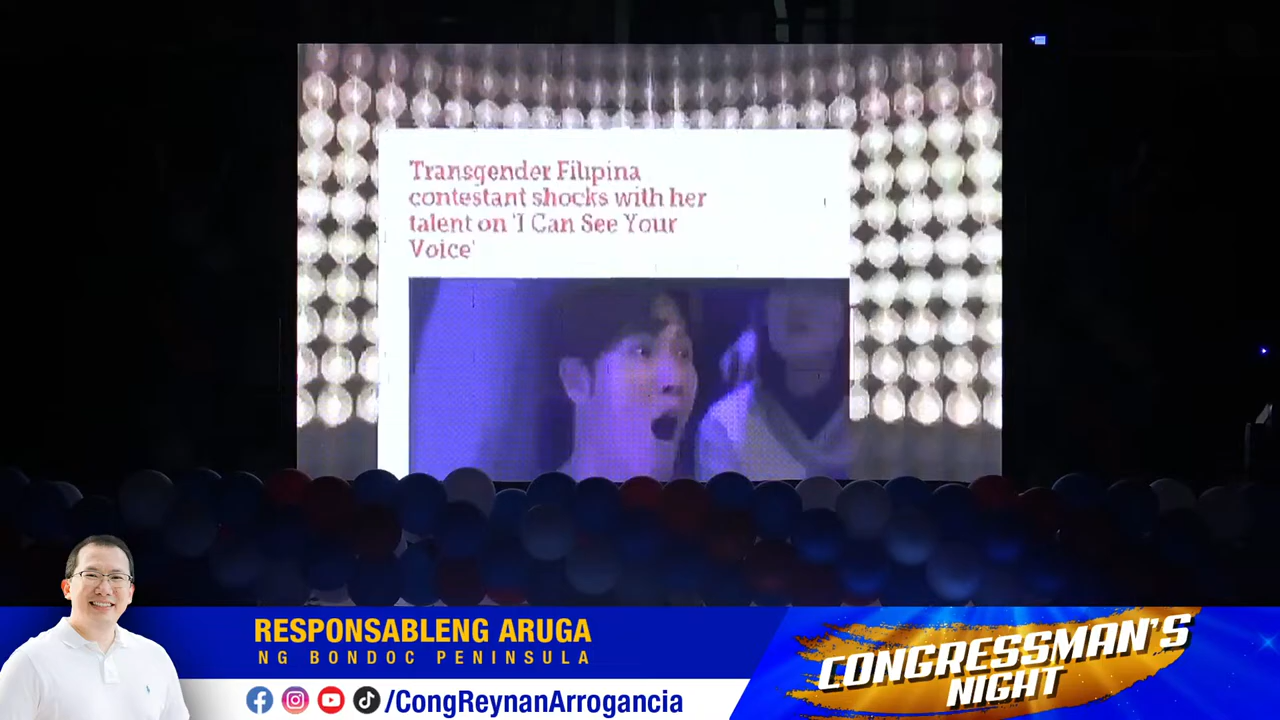 Transgender Filipina
contestant shocks with her
talent on 'I Can See Your
Voice'
RESPONSABLENG ARUGA
NG BONDOC PENINSULA
/CongReynanArrogancia
CONGRESSMAN'S
NIGHT